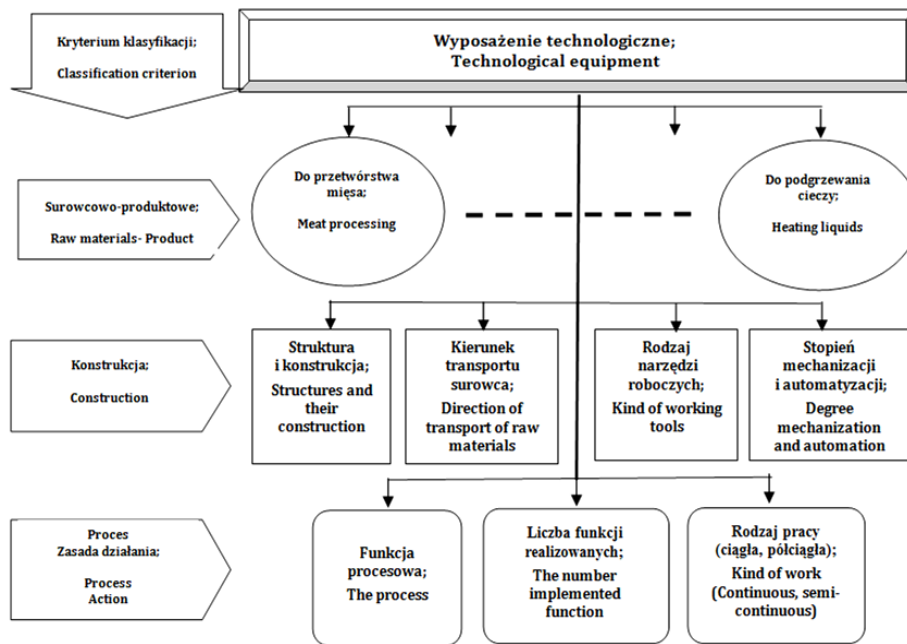 Kryterium klasyfikacji;
Classification criterion
Wyposażenie technologiczne;
Technological equipment
Surowcowo-produktowe;
Raw materials- Product
Do przetwórstwa
mięsa;
Meat processing
Do podgrzewania
cieczy;
Heating liquids
Konstrukcja;
Construction
Struktura
i konstrukcja;
Structures and
their
construction
Kierunek
transportu
surowca;
Direction of
transport of raw
materials
Rodzaj
narzędzi
roboczych;
Kind of working
tools
Stopień
mechanizacji
i automatyzacji;
Degree
mechanization
and automation
Proces
Zasada działania;
Process
Action
Funkcja
procesowa;
The process
Liczba funkcji
realizowanych;
The number
implemented
function
Rodzaj pracy
(ciągła, półciągła);
Kind of work
(Continuous, semi-
continuous)